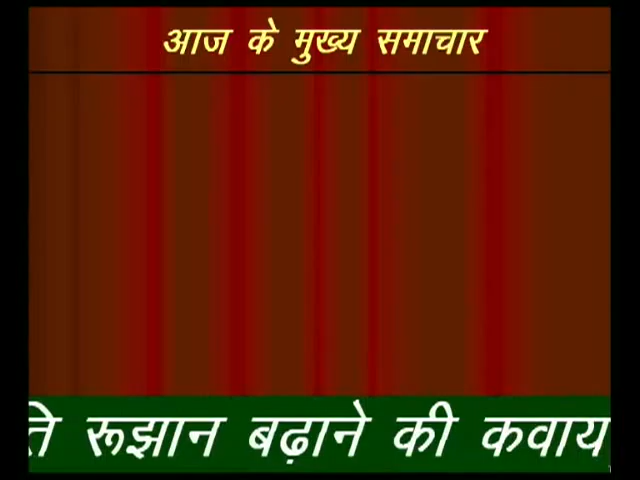 आज के मुख्य समाचार
ति रूझान बढ़ाने की कवाय